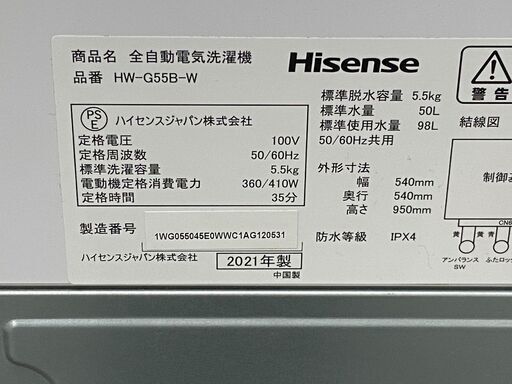 商品名 全自動電気洗濯機
品番 HW-G55B-W
PS
E
ハイセンスジャパン株式会社
定格電圧 100V
定格周波数 50/60Hz
標準洗濯容量 5.5kg
電動機定格消費電力 360/410W
定格時間 35分
製造番号 1WG055045E0WWC1AG120531
ハイセンスジャパン株式会社 2021年製
中国製
Hisense
標準脱水容量 5.5kg
標準水量 50L
標準使用水量 98L
50/60Hz共用
外形寸法
幅 540mm
奥行 540mm
高さ 950mm
防水等級 IPX4
警告
結線図
制御基
CN6
黄 黄 青
アンバランス
SW
ふたロック